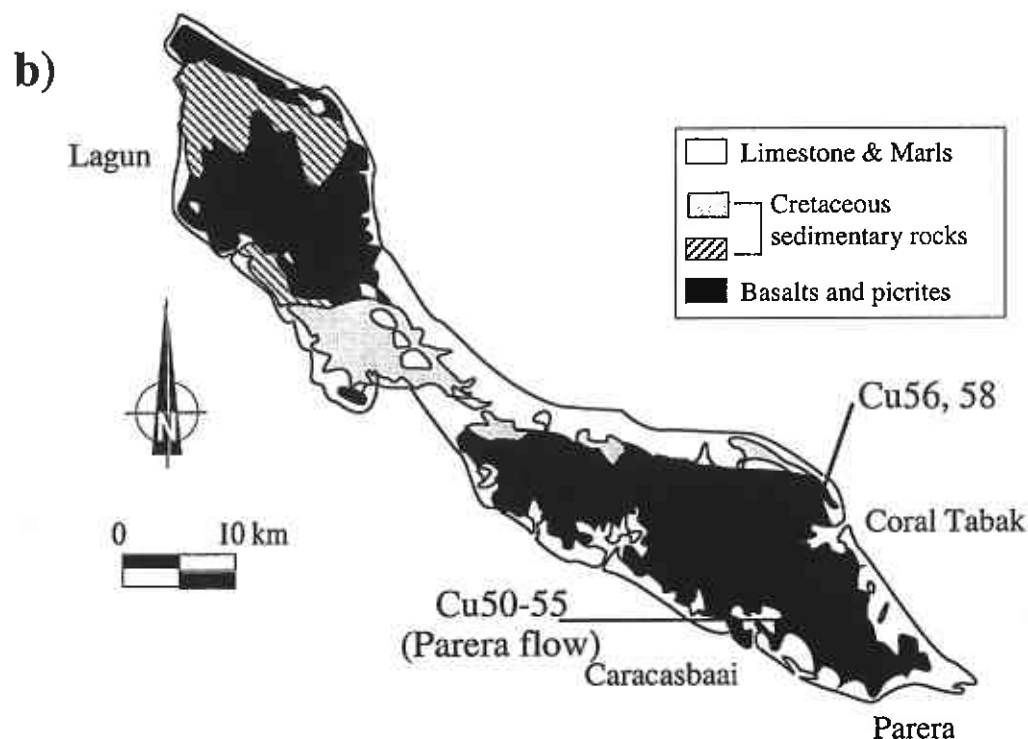 b)
Lagun
Limestone & Marls
Cretaceous
sedimentary rocks
Basalts and picrites
N
Cu56, 58
0 10 km
Coral Tabak
Cu50-55
(Parera flow)
Caracasbaai
Parera